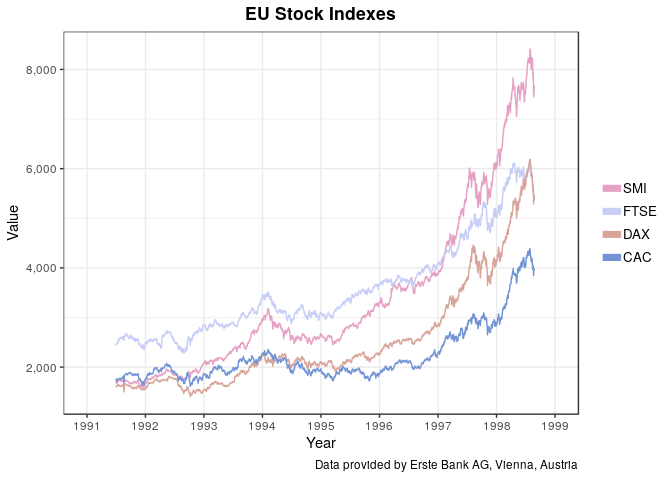 EU Stock Indexes
8,000
6,000
4,000
2,000
Value
1991 1992 1993 1994 1995 1996 1997 1998 1999
Year
SMI
FTSE
DAX
CAC
Data provided by Erste Bank AG, Vienna, Austria